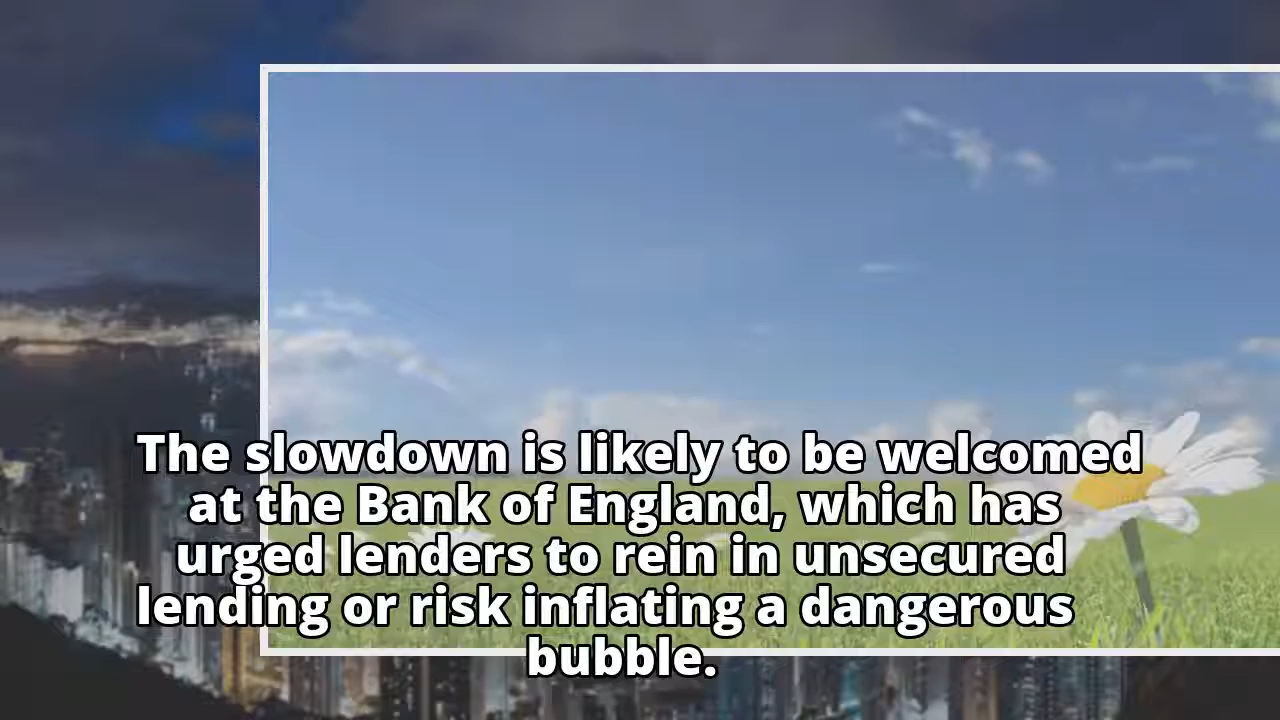 The slowdown is likely to be welcomed
at the Bank of England, which has
urged lenders to rein in unsecured
lending or risk inflating a dangerous
bubble.